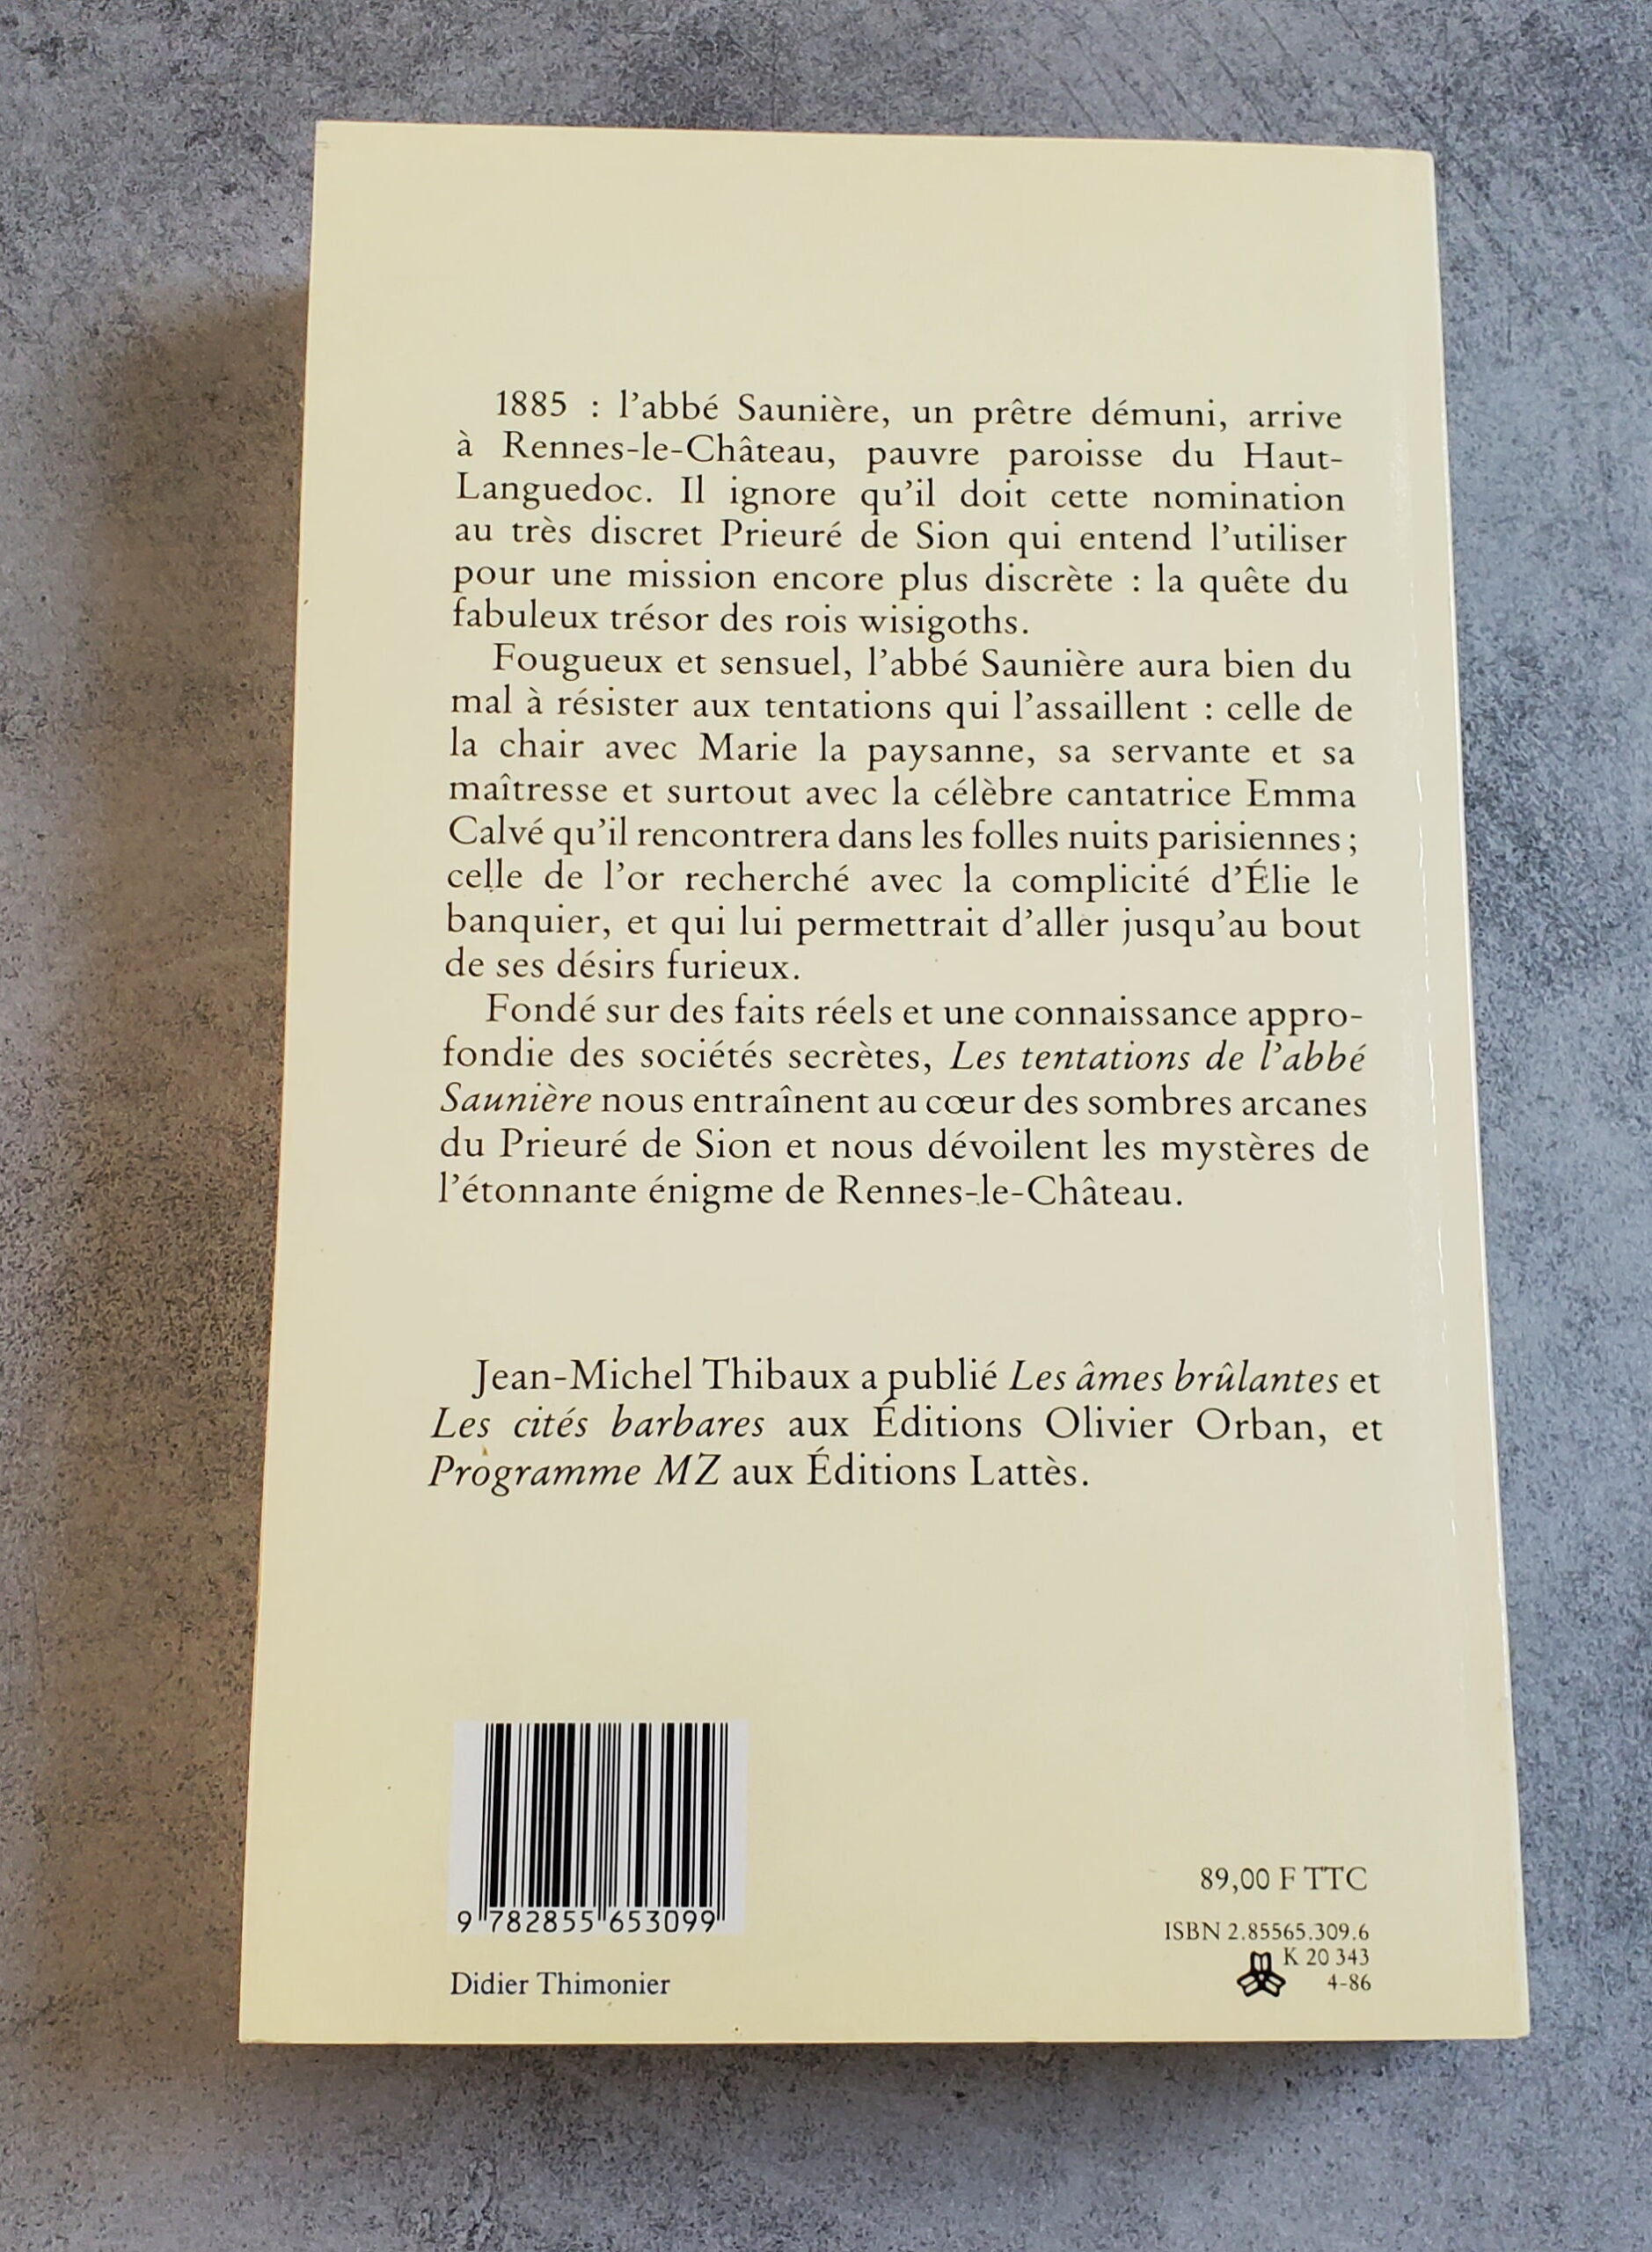 1885 : l'abbé Saunière, un prêtre démuni, arrive
à Rennes-le-Château, pauvre paroisse du Haut-
Languedoc. Il ignore qu'il doit cette nomination
au très discret Prieuré de Sion qui entend l'utiliser
pour une mission encore plus discrète : la quête du
fabuleux trésor des rois wisigoths.
Fougueux et sensuel, l'abbé Saunière aura bien du
mal à résister aux tentations qui l'assaillent : celle de
la chair avec Marie la paysanne, sa servante et sa
maîtresse et surtout avec la célèbre cantatrice Emma
Calvé qu'il rencontrera dans les folles nuits parisiennes ;
celle de l'or recherché avec la complicité d'Élie le
banquier, et qui lui permettrait d'aller jusqu'au bout
de ses désirs furieux.
Fondé sur des faits réels et une connaissance appro-
fondie des sociétés secrètes, Les tentations de l'abbé
Saunière nous entraînent au cœur des sombres arcanes
du Prieuré de Sion et nous dévoilent les mystères de
l'étonnante énigme de Rennes-le-Château.
Jean-Michel Thibaux a publié Les âmes brûlantes et
Les cités barbares aux Éditions Olivier Orban, et
Programme MZ aux Éditions Lattès.
9 782855 653099
Didier Thimonier
89,00 F TTC
ISBN 2.85565.309.6
K 20 343
4-86